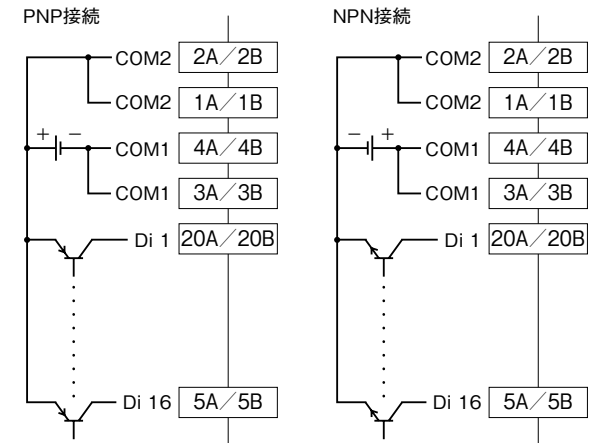 PNP接続
COM2 2A／2B
COM2 1A／1B
+ − COM1 4A／4B
COM1 3A／3B
Di 1 20A／20B
Di 16 5A／5B
NPN接続
COM2 2A／2B
COM2 1A／1B
− + COM1 4A／4B
COM1 3A／3B
Di 1 20A／20B
Di 16 5A／5B